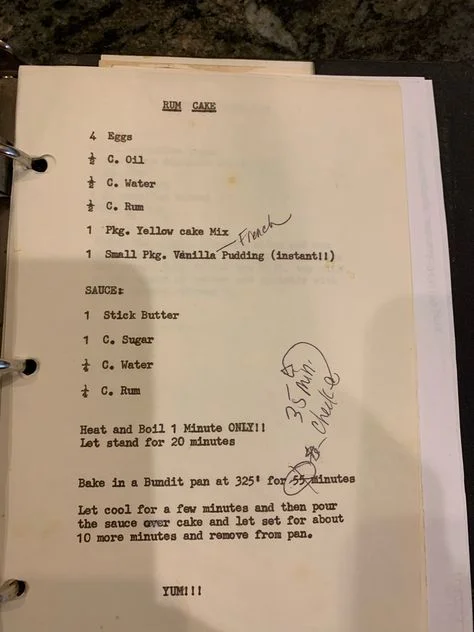 RUM CAKE
4 Eggs
½ C. Oil
½ C. Water
½ C. Rum
1 Pkg. Yellow cake Mix
French
1 Small Pkg. Vanilla Pudding (instant!!)
SAUCE:
1 Stick Butter
1 C. Sugar
¼ C. Water
¼ C. Rum
35 min.
check @
Heat and Boil 1 Minute ONLY!!
Let stand for 20 minutes
Bake in a Bundit pan at 325' for 55 minutes
Let cool for a few minutes and then pour
the sauce over cake and let set for about
10 more minutes and remove from pan.
YUM!!!